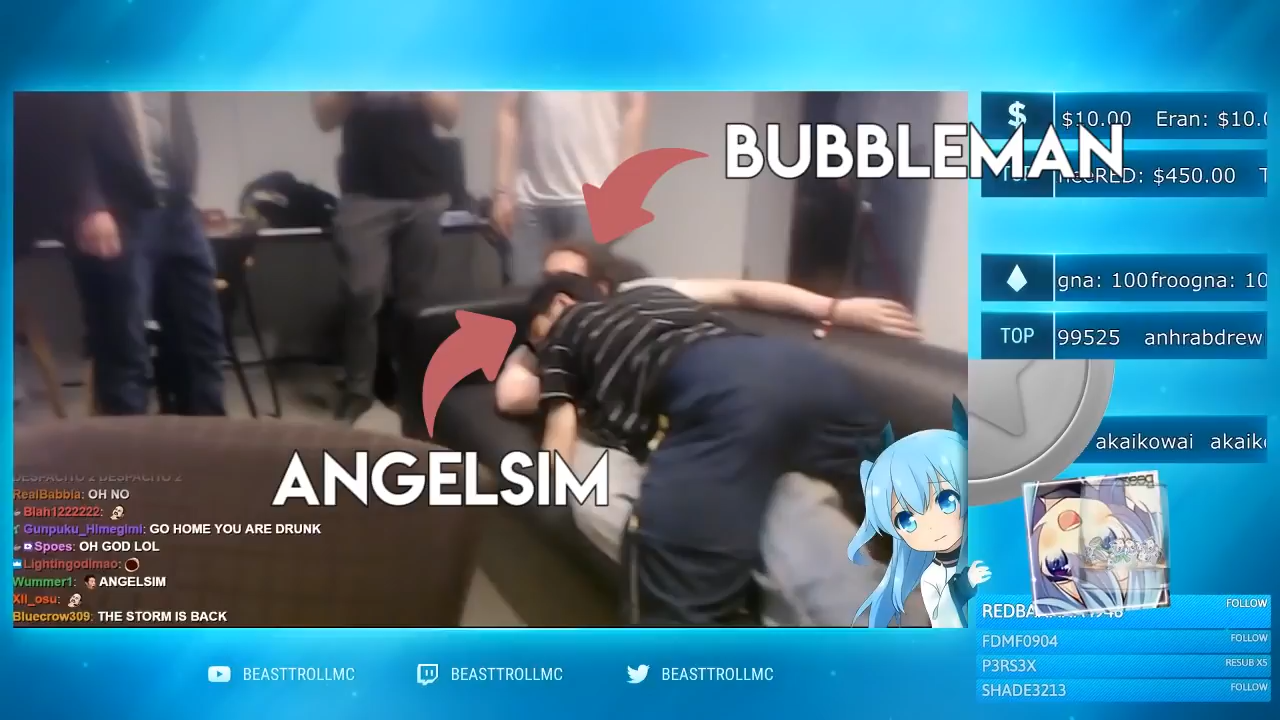 $10.00 Eran: $10.0
BUBBLEMAN
$450.00
gna: 100froogna: 10
TOP 99525 anhrabdrew
akaikowai akaik
ANGELSIM
DESPACITO 2 DESPACITO 2
RealBabbla: OH NO
Blah1222222:
Gunpuku_Himegimi: GO HOME YOU ARE DRUNK
Spoes: OH GOD LOL
Lightingodlmao:
Wummer1: ANGELSIM
Xll_osu:
Bluecrow309: THE STORM IS BACK
FOLLOW
FDMF0904 FOLLOW
P3RS3X RESUB X5
SHADE3213 FOLLOW
BEASTTROLLMC BEASTTROLLMC BEASTTROLLMC